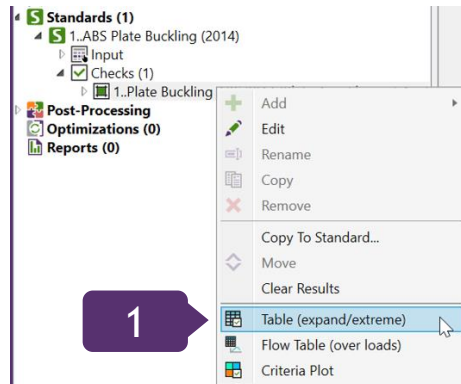 Standards (1)
1..ABS Plate Buckling (2014)
Input
Checks (1)
1..Plate Buckling
Post-Processing
Optimizations (0)
Reports (0)
Add
Edit
Rename
Copy
Remove
Copy To Standard...
Move
Clear Results
1
Table (expand/extreme)
Flow Table (over loads)
Criteria Plot